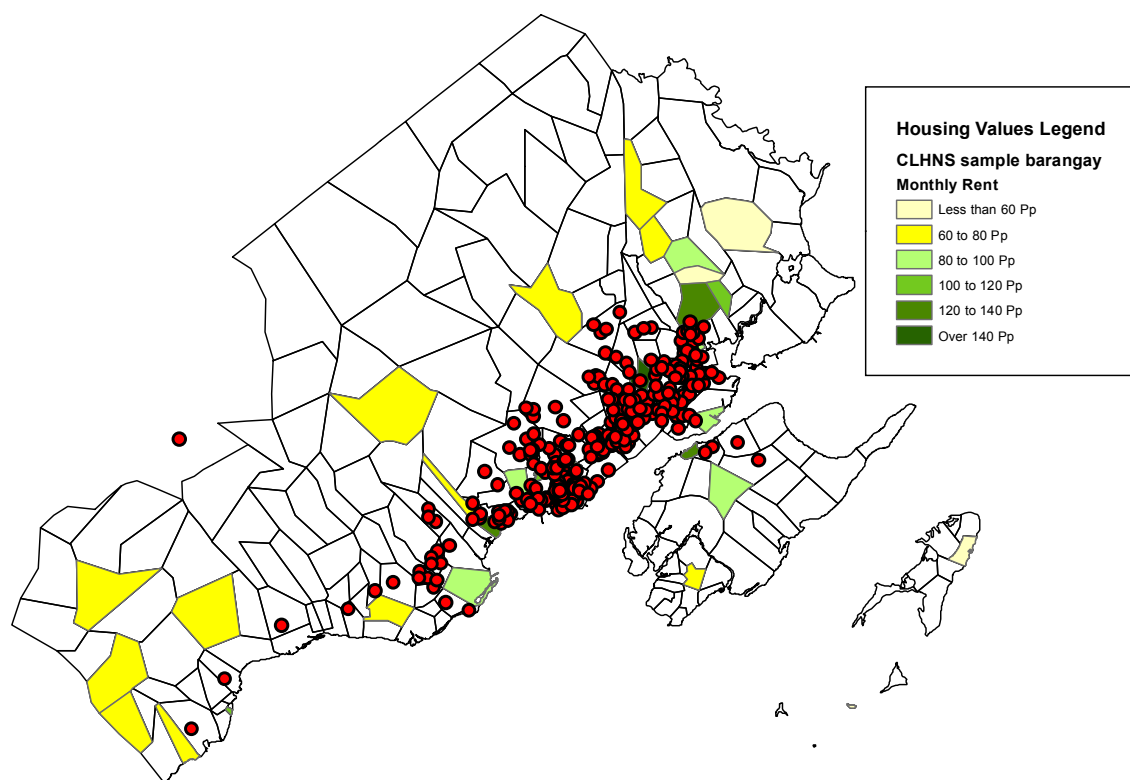 Housing Values Legend
CLHNS sample barangay
Monthly Rent
Less than 60 Pp
60 to 80 Pp
80 to 100 Pp
100 to 120 Pp
120 to 140 Pp
Over 140 Pp